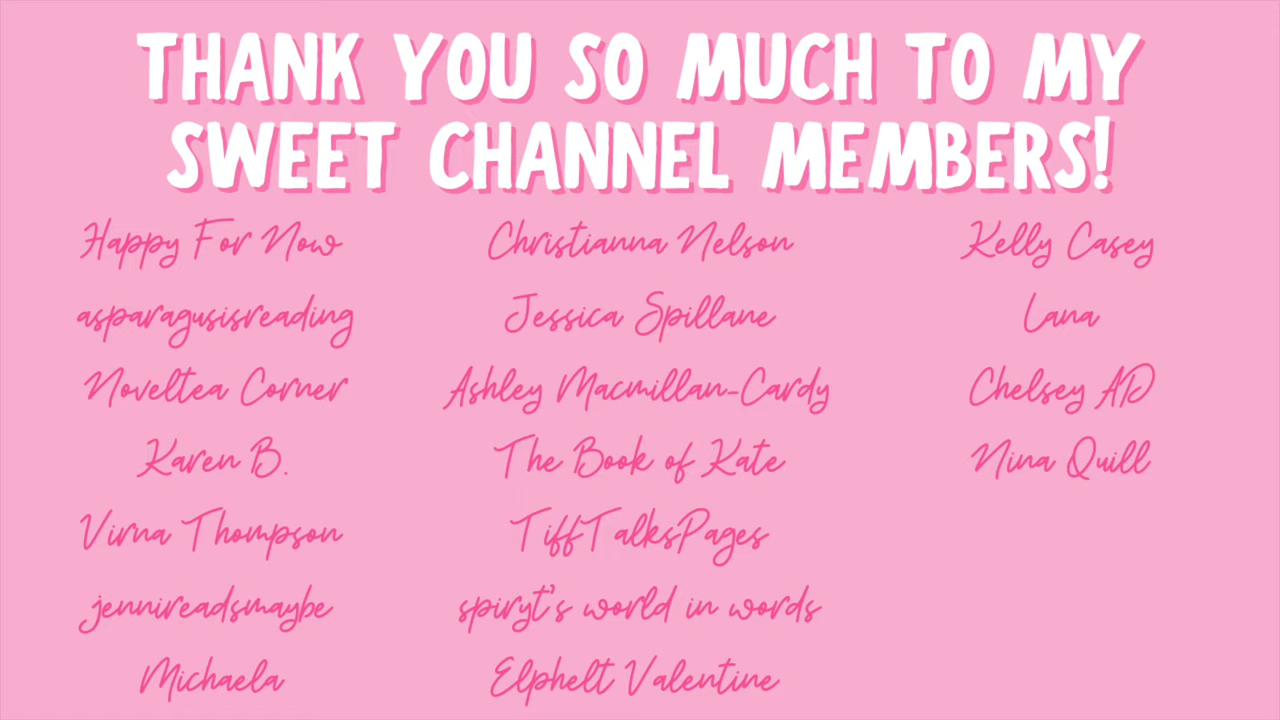 THANK YOU SO MUCH TO MY
SWEET CHANNEL MEMBERS!
Happy For Now
asparagusisreading
Noveltea Corner
Karen B.
Virna Thompson
jennireadsmaybe
Michaela
Christianna Nelson
Jessica Spillane
Ashley Macmillan-Cardy
The Book of Kate
TiffTalksPages
spiryt's world in words
Elphelt Valentine
Kelly Casey
Lana
Chelsey AD
Nina Quill